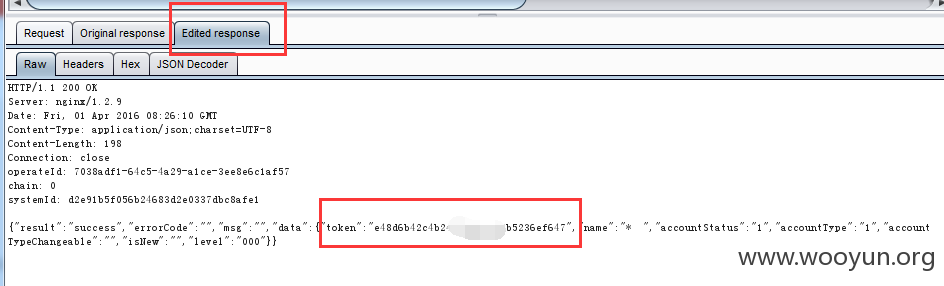 Request Original response Edited response
Raw Headers Hex JSON Decoder
HTTP/1.1 200 OK
Server: nginx/1.2.9
Date: Fri, 01 Apr 2016 08:26:10 GMT
Content-Type: application/json;charset=UTF-8
Content-Length: 198
Connection: close
operateId: 7038adf1-64c5-4a29-a1ce-3ee8e6c1af57
chain: 0
systemId: d2e91b5f056b24683d2e0337dbc8afe1
{"result":"success","errorCode":"","msg":"","data":{"token":"e48d6b42c4b24 b5236ef647","name":"* ","accountStatus":"1","accountType":"1","account
TypeChangeable":"","isNew":"","level":"000"}}
www.wooyun.org